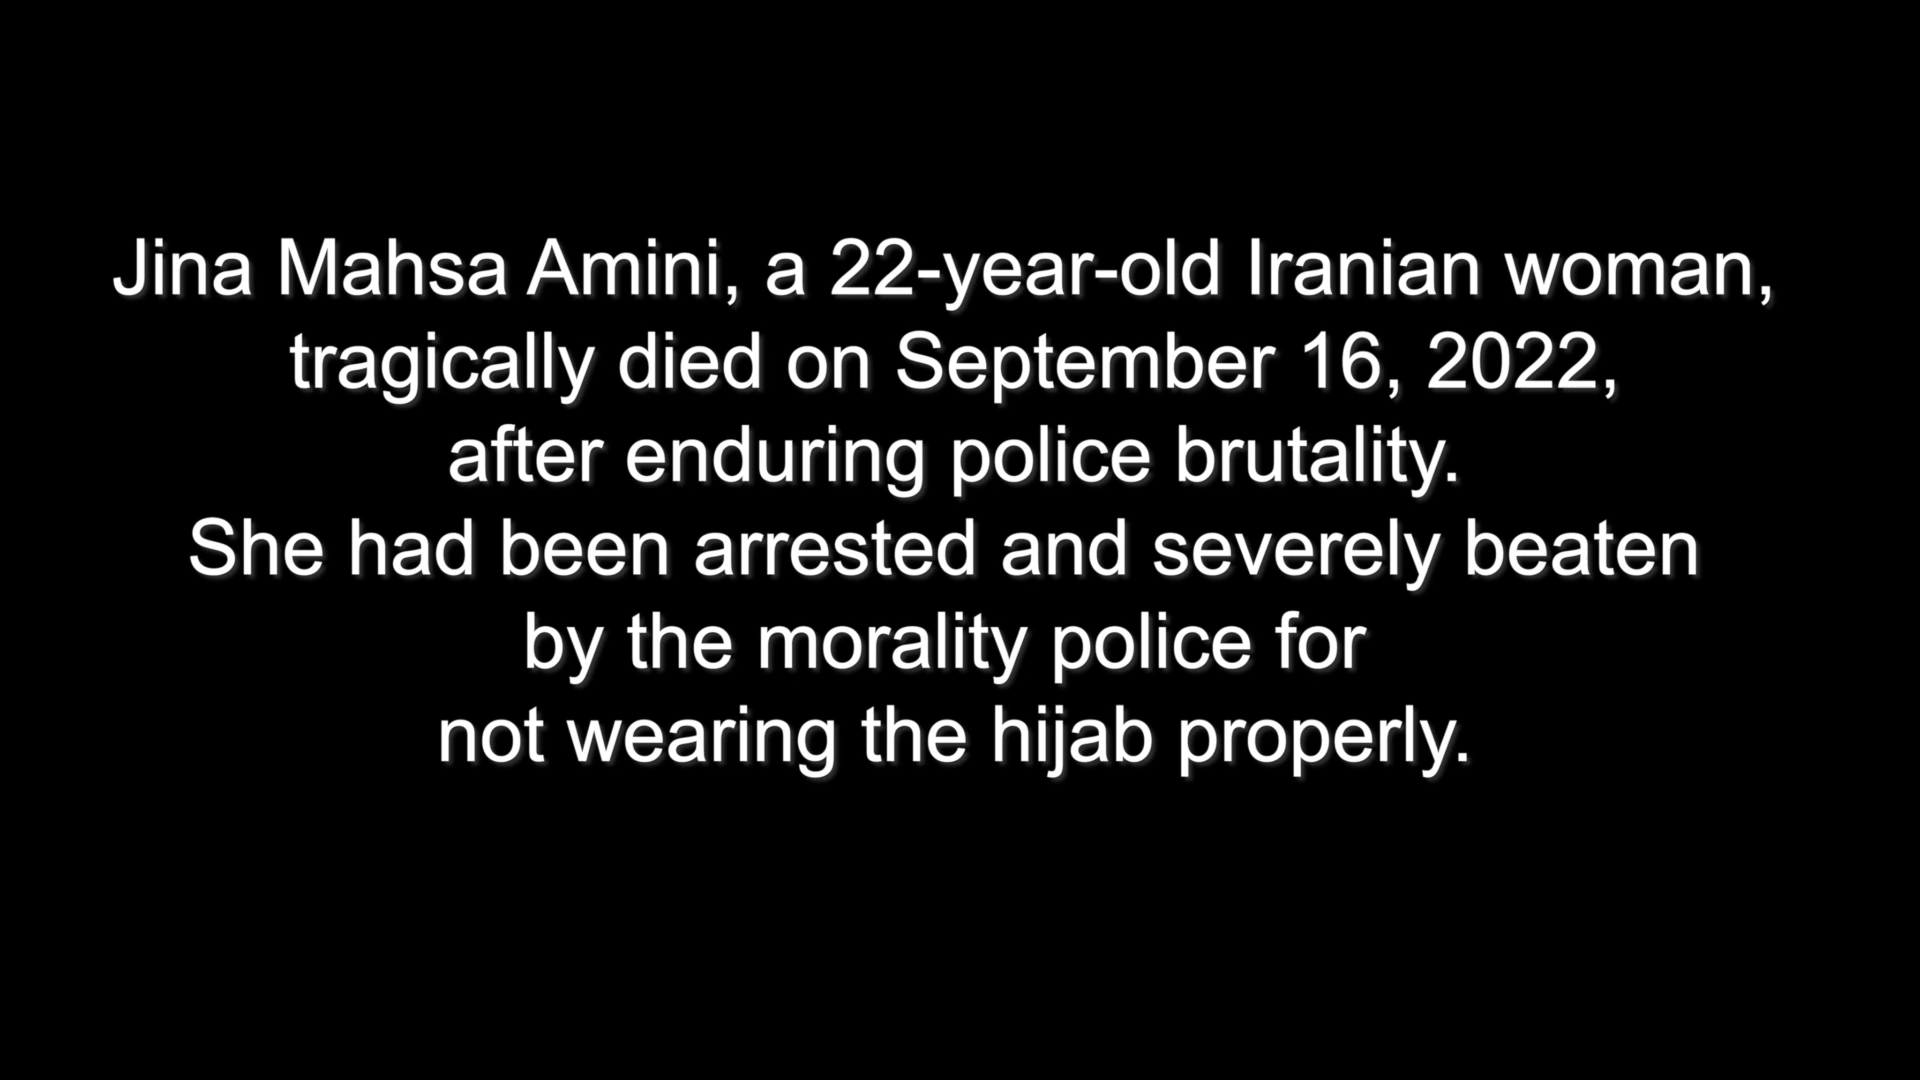 Jina Mahsa Amini, a 22-year-old Iranian woman,
tragically died on September 16, 2022,
after enduring police brutality.
She had been arrested and severely beaten
by the morality police for
not wearing the hijab properly.